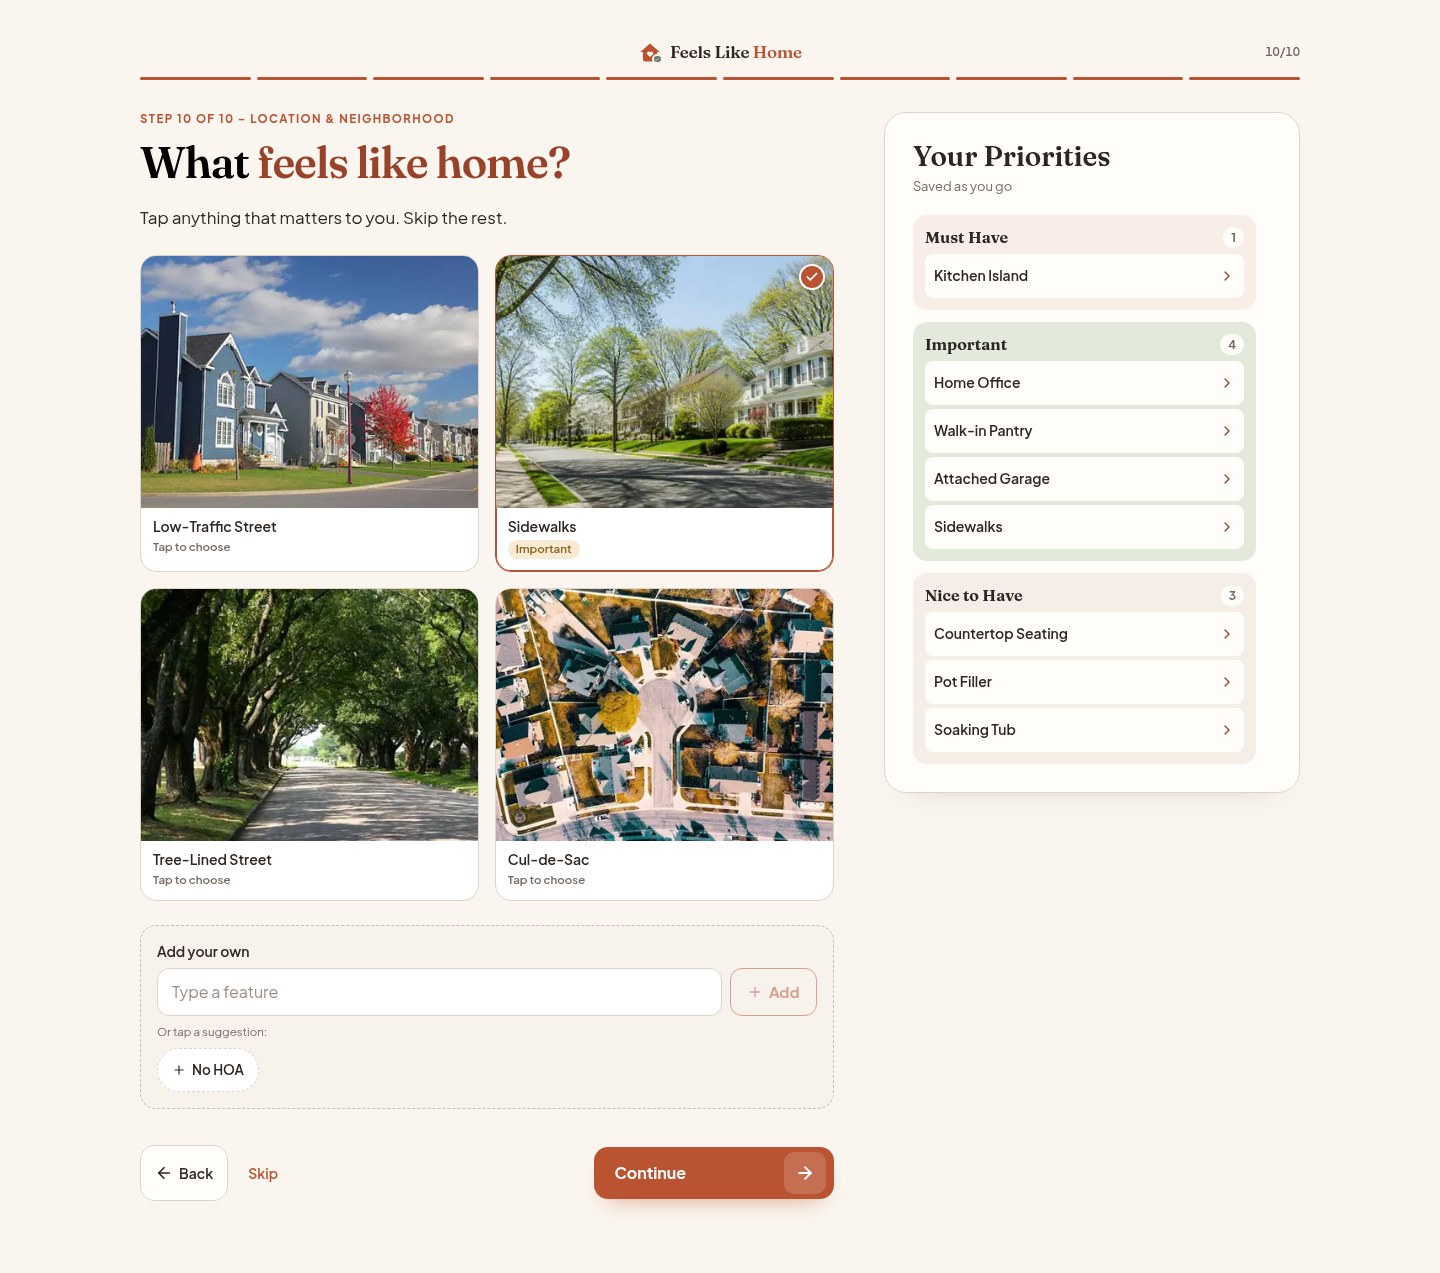 Feels Like Home
10/10
STEP 10 OF 10 – LOCATION & NEIGHBORHOOD
What feels like home?
Tap anything that matters to you. Skip the rest.
Low-Traffic Street
Tap to choose
Sidewalks
Important
Tree-Lined Street
Tap to choose
Cul-de-Sac
Tap to choose
Add your own
Type a feature
+ Add
Or tap a suggestion:
+ No HOA
← Back
Skip
Continue →
Your Priorities
Saved as you go
Must Have 1
Kitchen Island
Important 4
Home Office
Walk-in Pantry
Attached Garage
Sidewalks
Nice to Have 3
Countertop Seating
Pot Filler
Soaking Tub